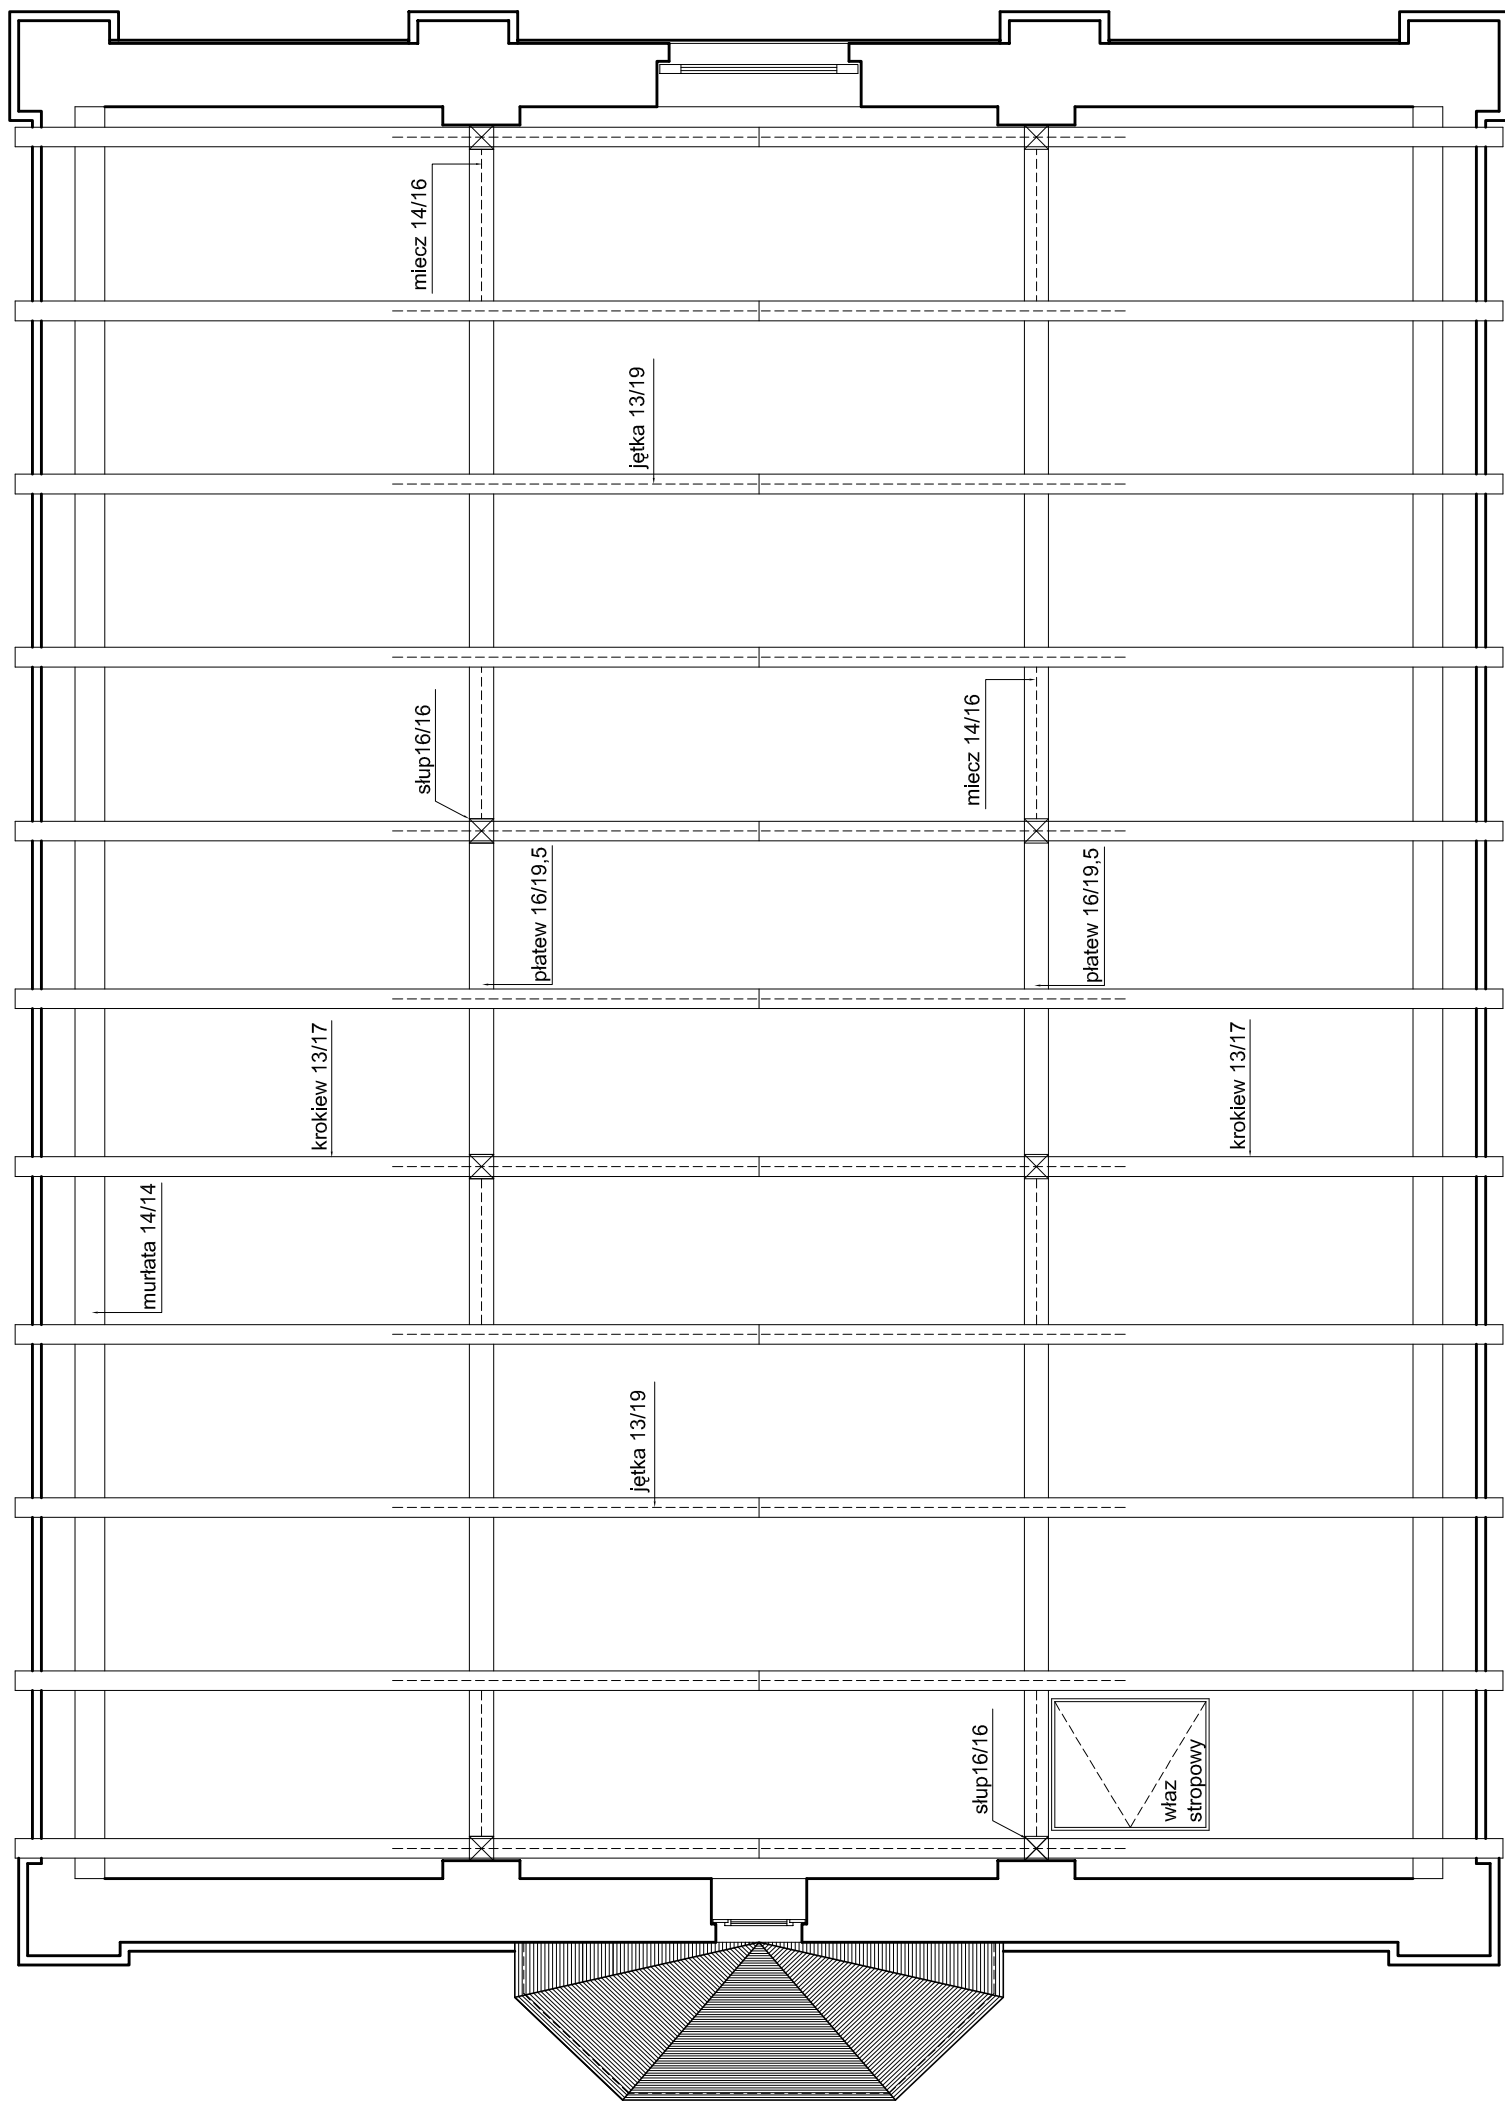 miecz 14/16
jętka 13/19
słup16/16
miecz 14/16
płatew 16/19,5
płatew 16/19,5
krokiew 13/17
krokiew 13/17
murłata 14/14
jętka 13/19
słup16/16
właz
stropowy